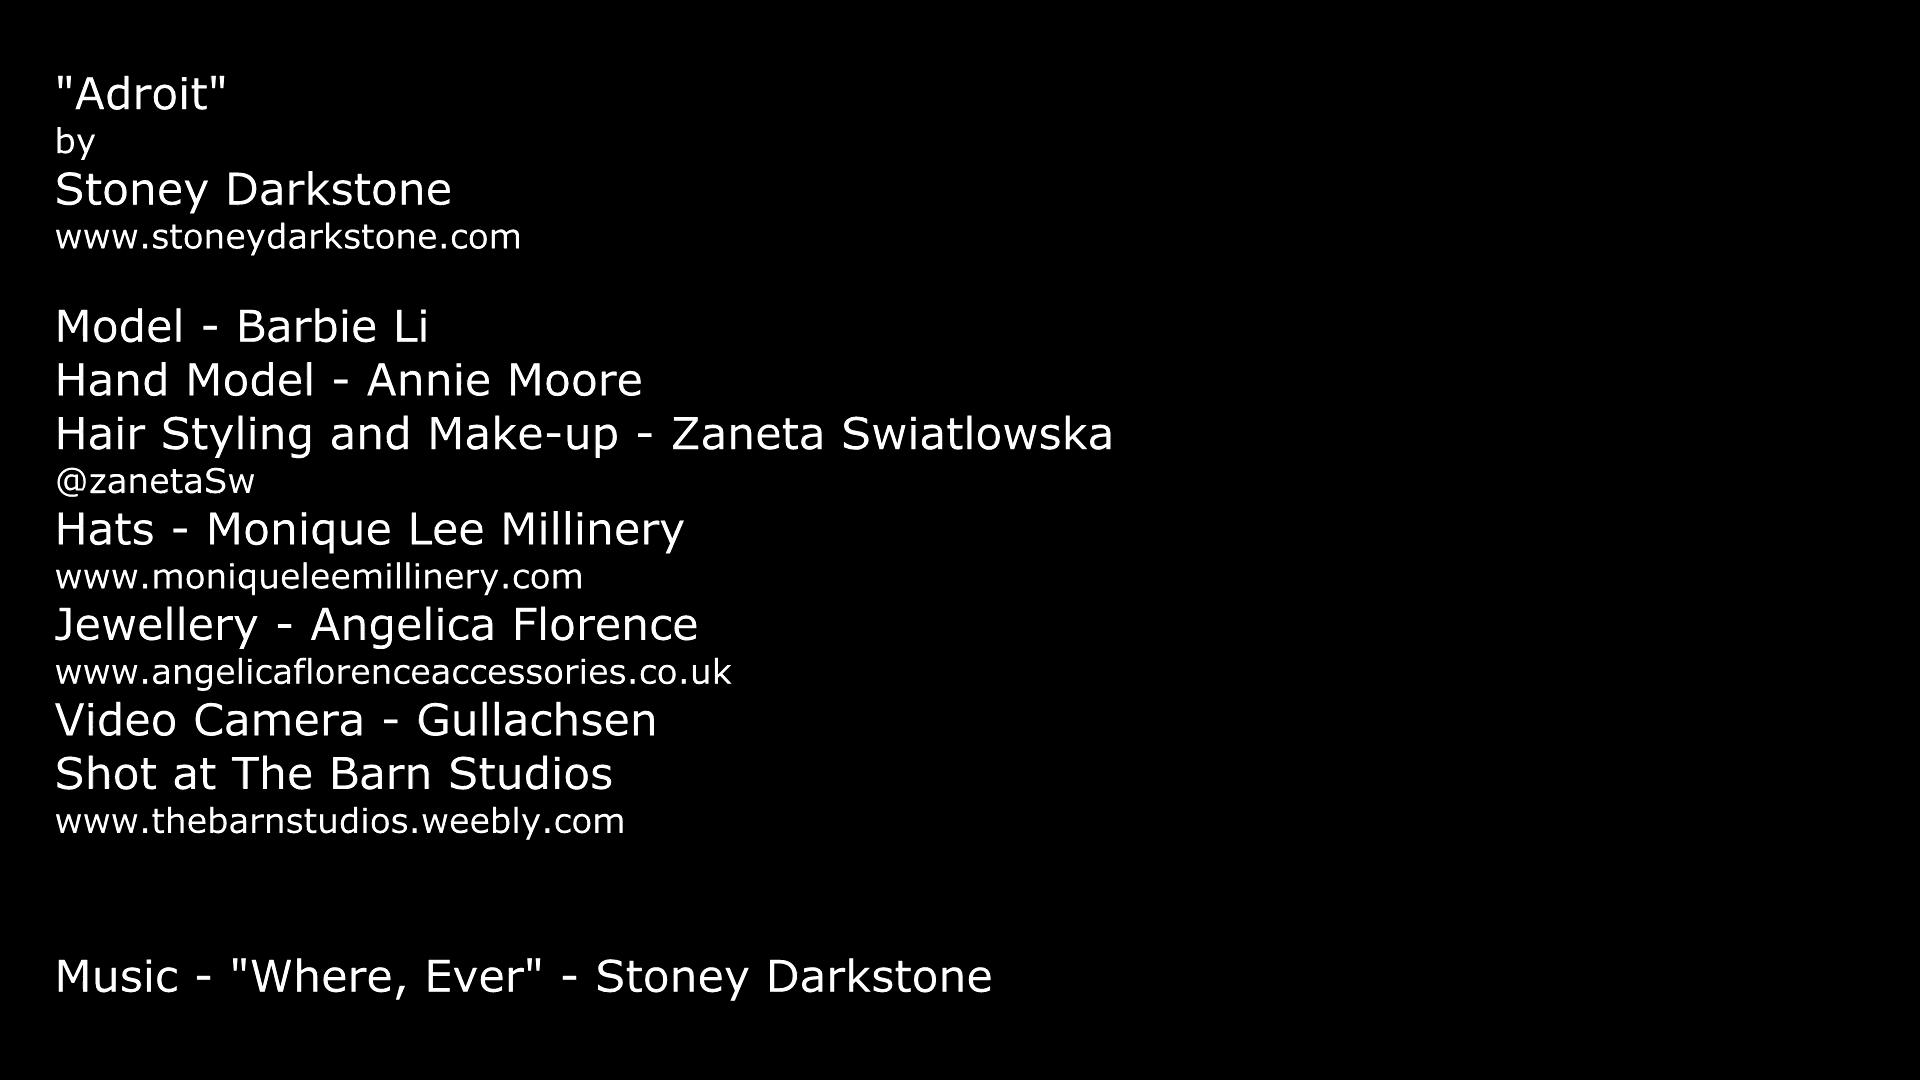 "Adroit"
by
Stoney Darkstone
www.stoneydarkstone.com
Model - Barbie Li
Hand Model - Annie Moore
Hair Styling and Make-up - Zaneta Swiatlowska
@zanetaSw
Hats - Monique Lee Millinery
www.moniqueleemillinery.com
Jewellery - Angelica Florence
www.angelicaflorenceaccessories.co.uk
Video Camera - Gullachsen
Shot at The Barn Studios
www.thebarnstudios.weebly.com
Music - "Where, Ever" - Stoney Darkstone